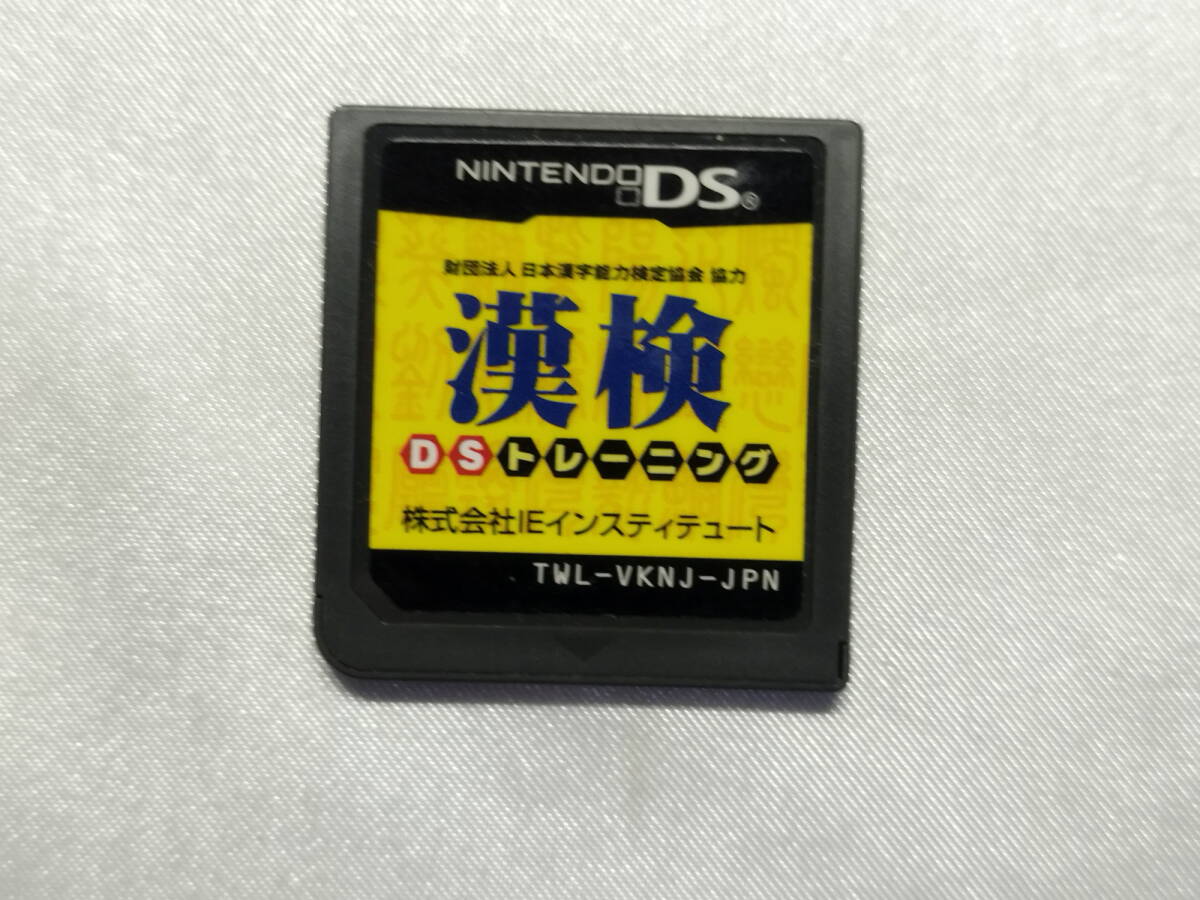 NINTENDO DS®
財団法人 日本漢字能力検定協会 協力
漢検
DSトレーニング
株式会社IEインスティテュート
TWL-VKNJ-JPN